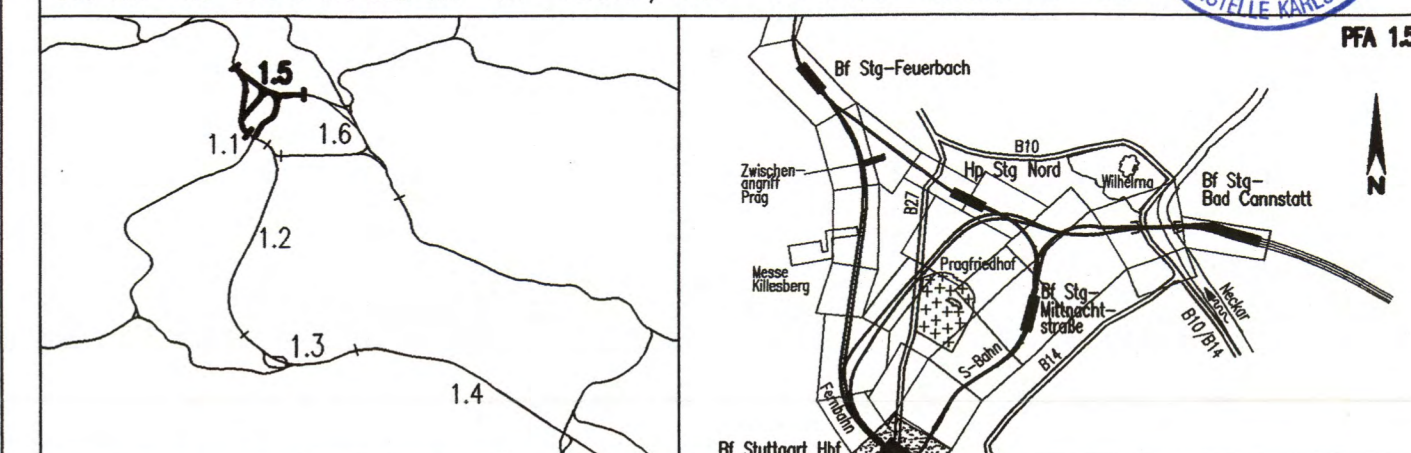 STELLE KARLS
PFA 1.5
1.5
1.1
1.6
1.2
1.3
1.4
Bf Stg-Feuerbach
B10
Zwischen-
angriff
Prag
Hp Stg Nord
Wilhelma
Bf Stg-
Bad Cannstatt
N
B27
Messe
Killesberg
Pragfriedhof
Bf Stg-
Mittnacht-
straße
Neckar
B10/B14
S-Bahn
B14
Fernbahn
Bf Stuttgart Hbf